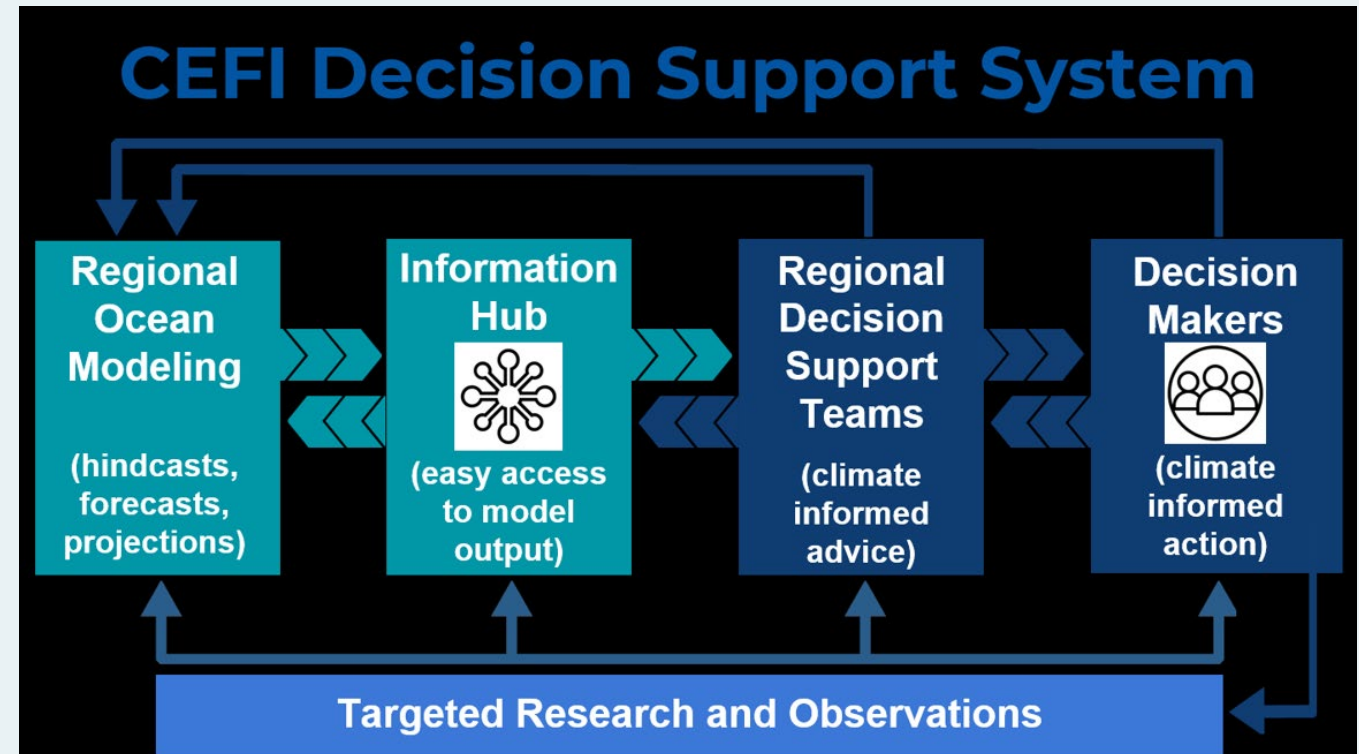 CEFI Decision Support System
Regional
Ocean
Modeling
(hindcasts,
forecasts,
projections)
Information
Hub
(easy access
to model
output)
Regional
Decision
Support
Teams
(climate
informed
advice)
Decision
Makers
(climate
informed
action)
Targeted Research and Observations